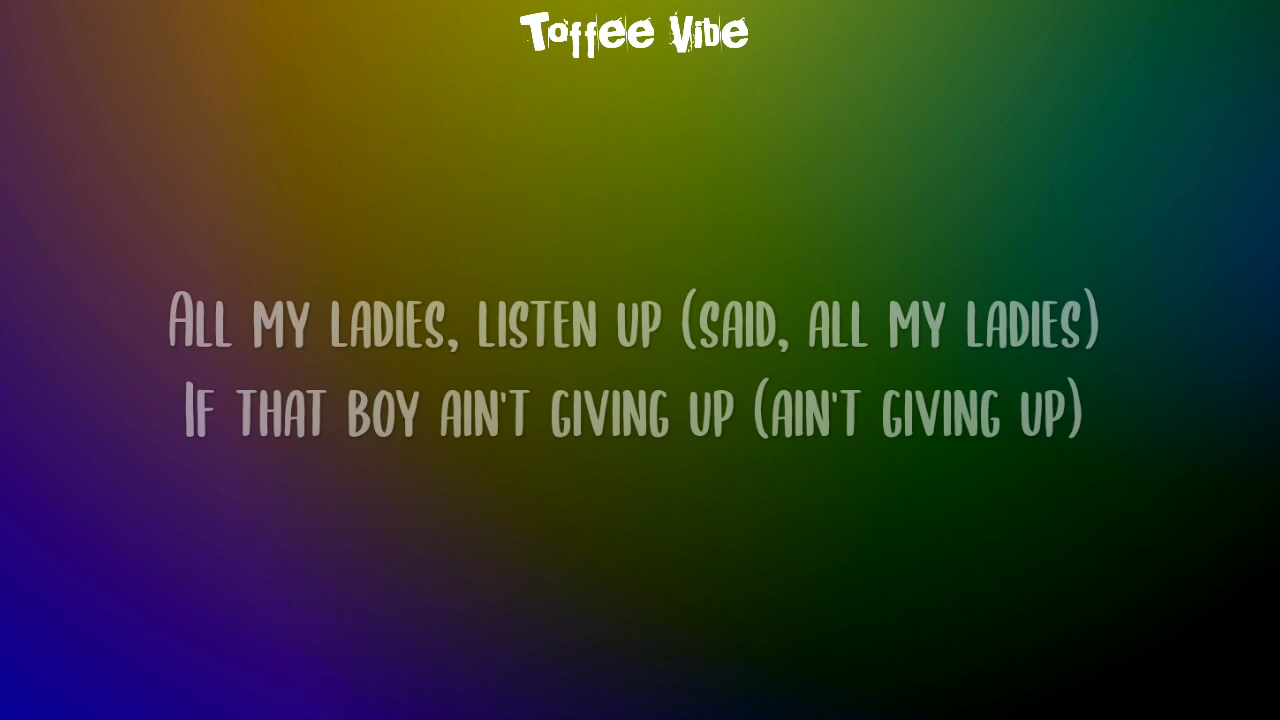 Toffee Vibe
All my ladies, listen up (said, all my ladies)
If that boy ain't giving up (ain't giving up)